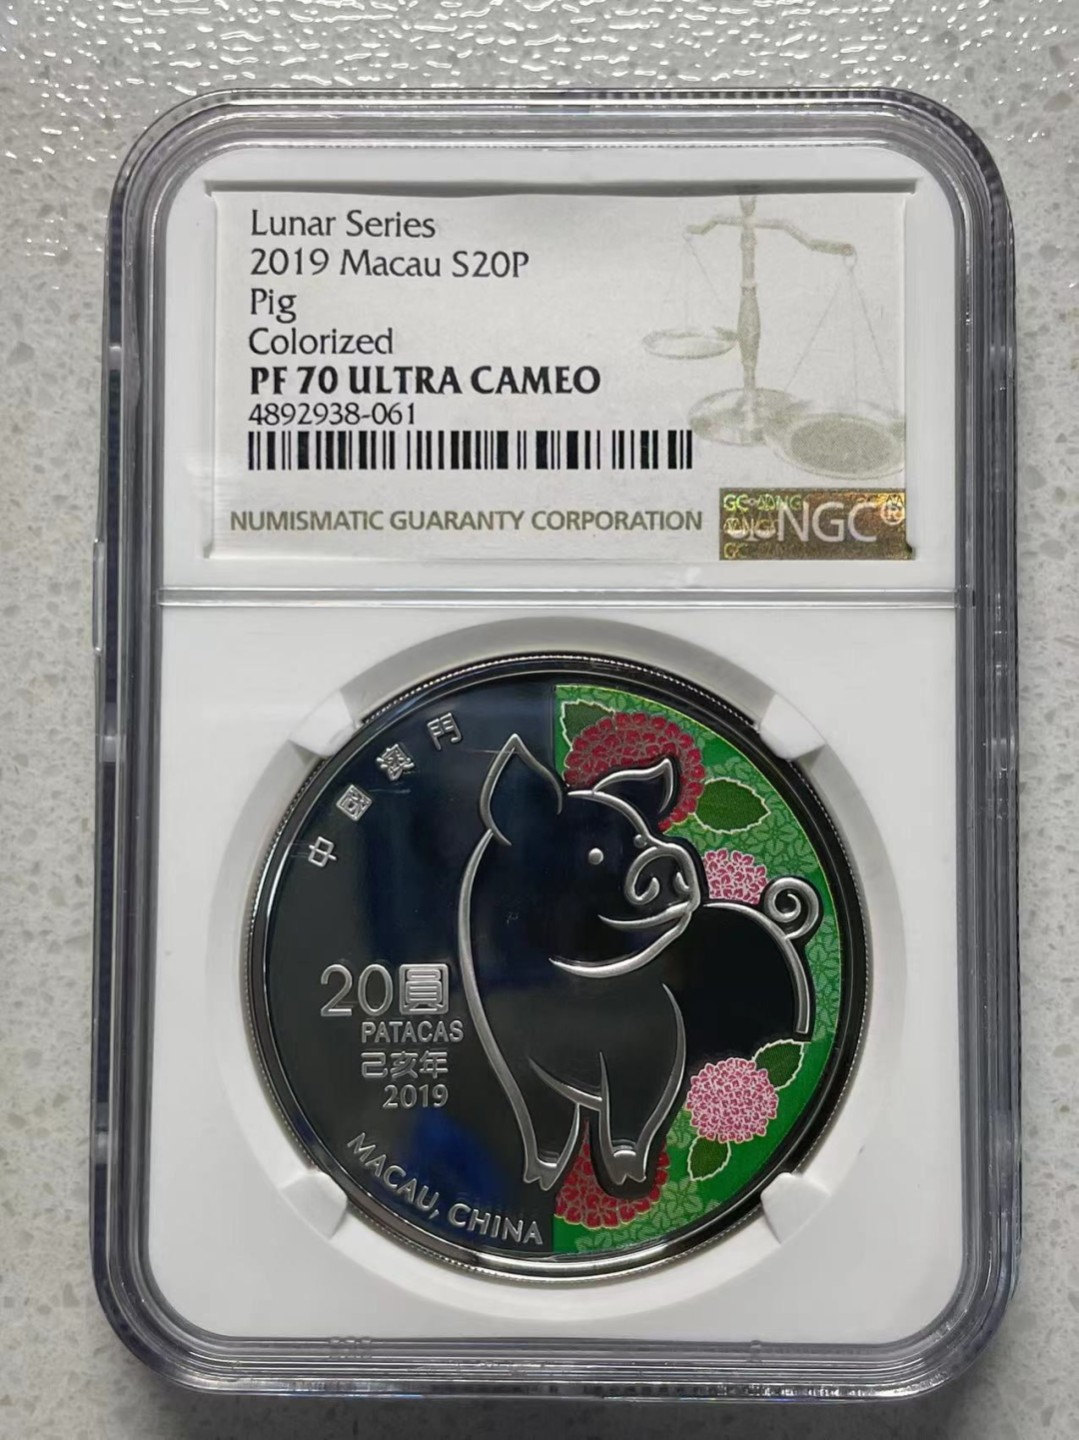 Lunar Series
2019 Macau S20P
Pig
Colorized
PF 70 ULTRA CAMEO
4892938-061
NUMISMATIC GUARANTY CORPORATION
NGC®
中國澳門
20圓
PATACAS
己亥年
2019
MACAU, CHINA